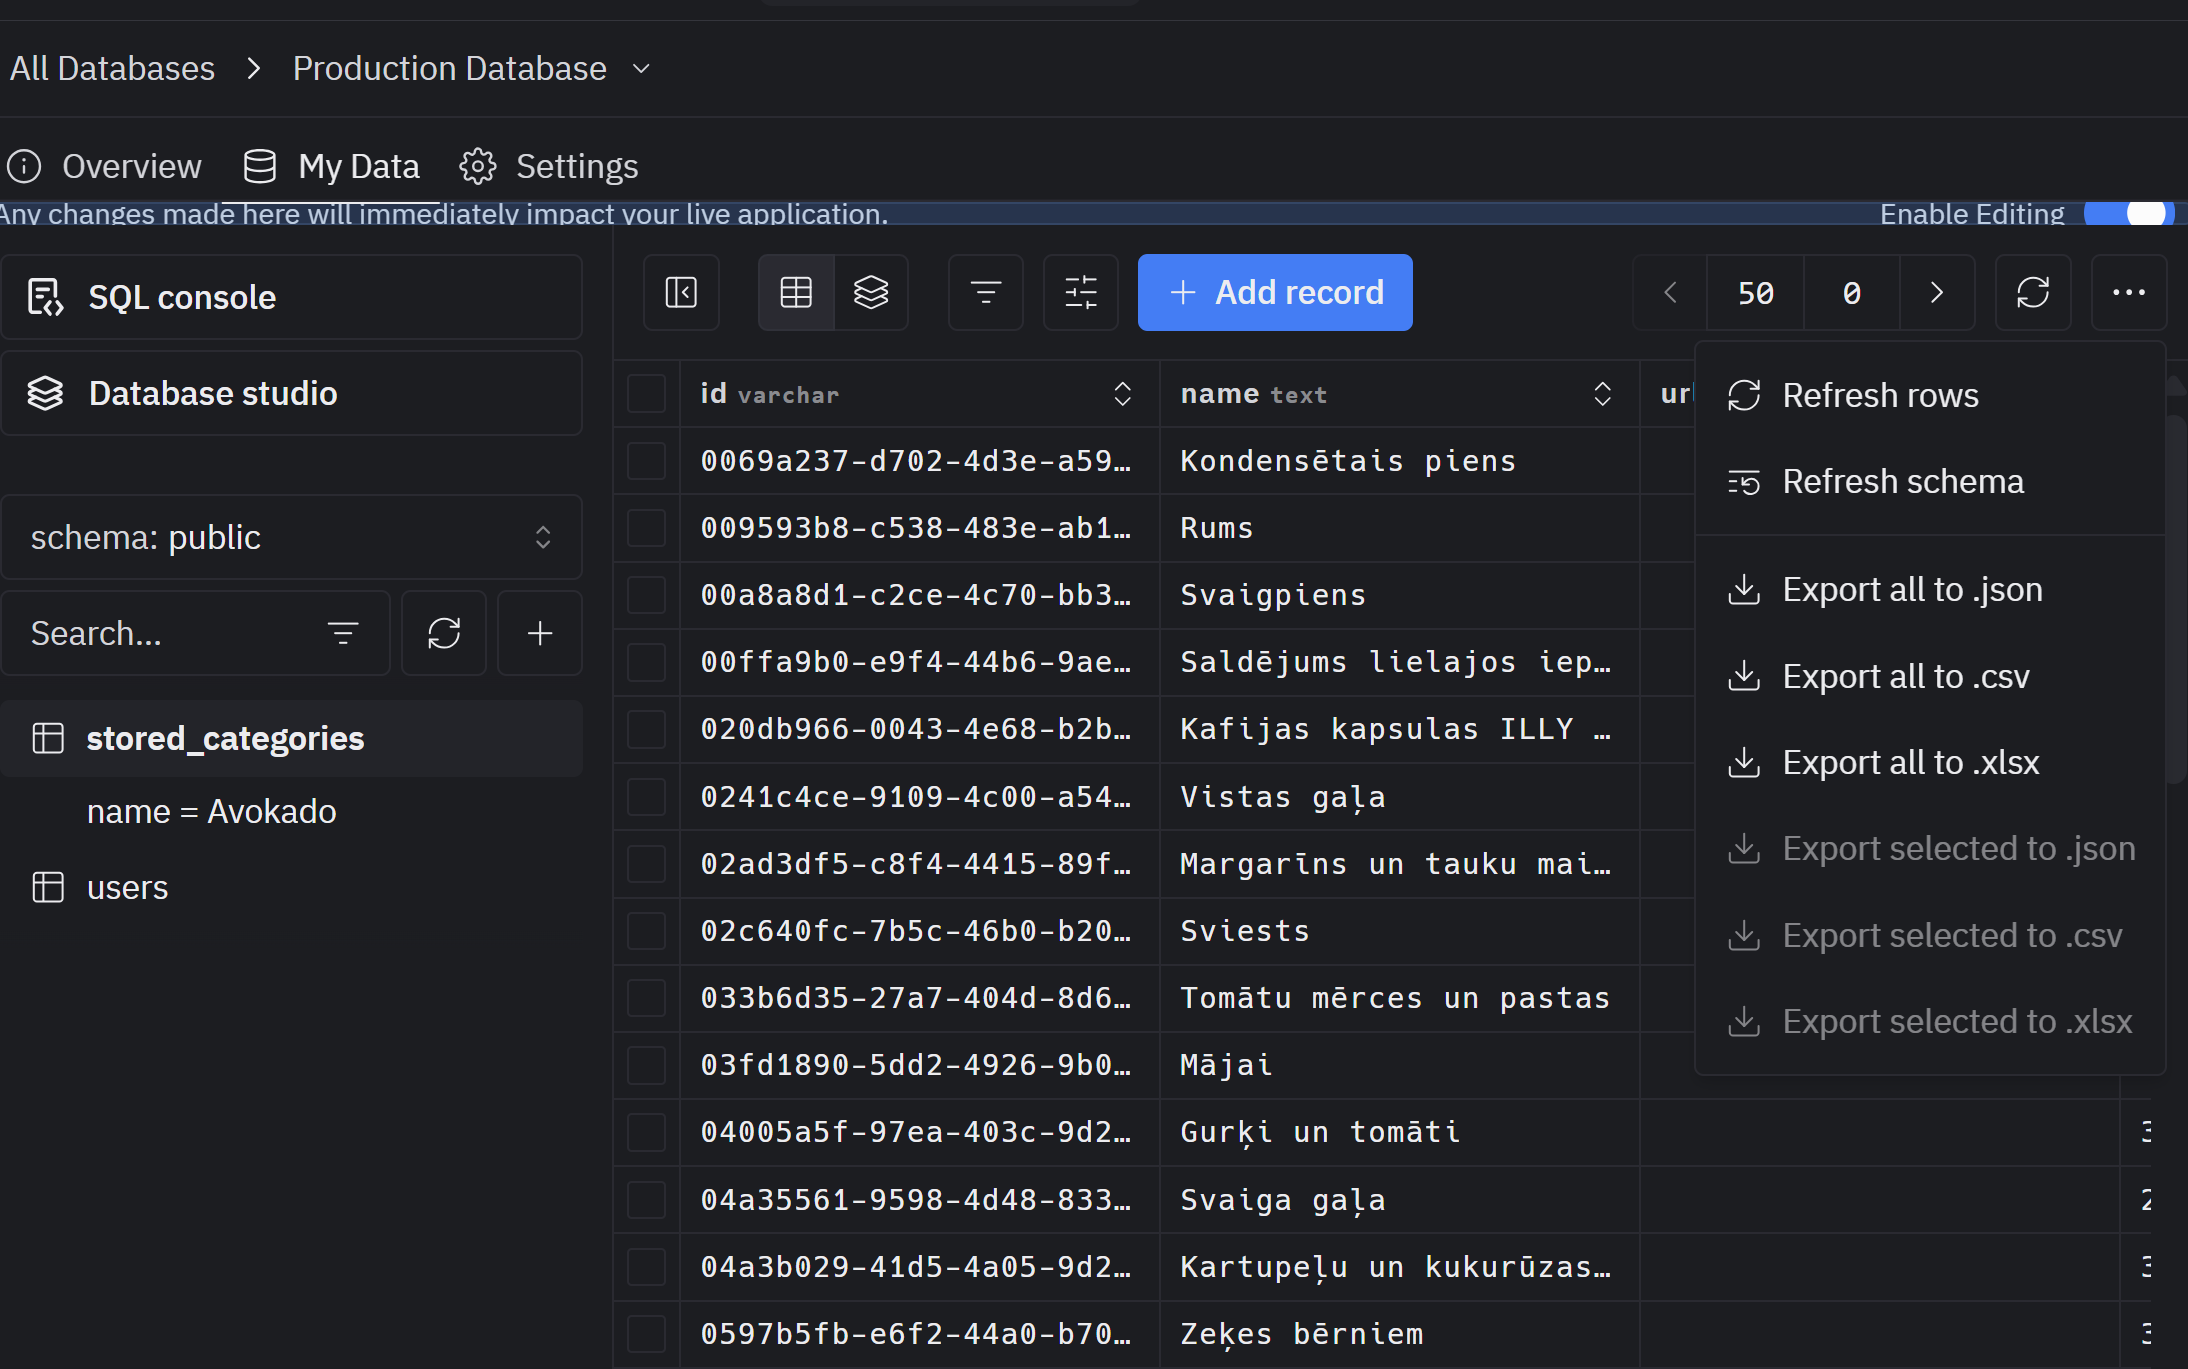 All Databases > Production Database
Overview My Data Settings
Any changes made here will immediately impact your live application. Enable Editing
SQL console
Database studio
schema: public
Search...
stored_categories
name = Avokado
users
Add record
50 0
id varchar name text url
0069a237-d702-4d3e-a59… Kondensētais piens
009593b8-c538-483e-ab1… Rums
00a8a8d1-c2ce-4c70-bb3… Svaigpiens
00ffa9b0-e9f4-44b6-9ae… Saldējums lielajos iep…
020db966-0043-4e68-b2b… Kafijas kapsulas ILLY …
0241c4ce-9109-4c00-a54… Vistas gaļa
02ad3df5-c8f4-4415-89f… Margarīns un tauku mai…
02c640fc-7b5c-46b0-b20… Sviests
033b6d35-27a7-404d-8d6… Tomātu mērces un pastas
03fd1890-5dd2-4926-9b0… Mājai
04005a5f-97ea-403c-9d2… Gurķi un tomāti
04a35561-9598-4d48-833… Svaiga gaļa
04a3b029-41d5-4a05-9d2… Kartupeļu un kukurūzas…
0597b5fb-e6f2-44a0-b70… Zeķes bērniem
Refresh rows
Refresh schema
Export all to .json
Export all to .csv
Export all to .xlsx
Export selected to .json
Export selected to .csv
Export selected to .xlsx